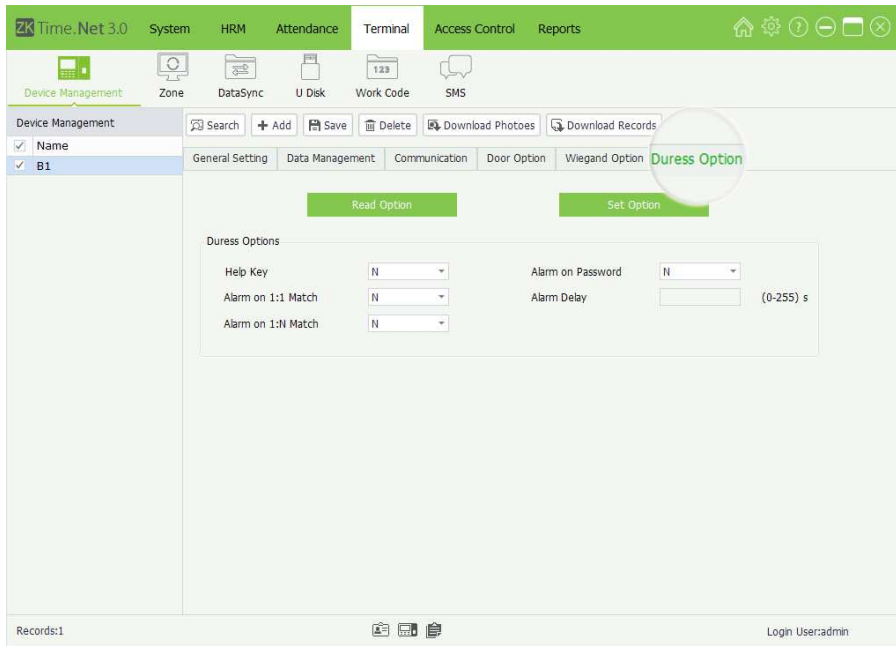 ZK Time.Net 3.0 System HRM Attendance Terminal Access Control Reports
Device Management Zone DataSync U Disk Work Code SMS
123
Device Management
Name
B1
Search Add Save Delete Download Photoes Download Records
General Setting Data Management Communication Door Option Wiegand Option Duress Option
Read Option Set Option
Duress Options
Help Key N Alarm on Password N
Alarm on 1:1 Match N Alarm Delay (0-255) s
Alarm on 1:N Match N
Records:1 Login User:admin